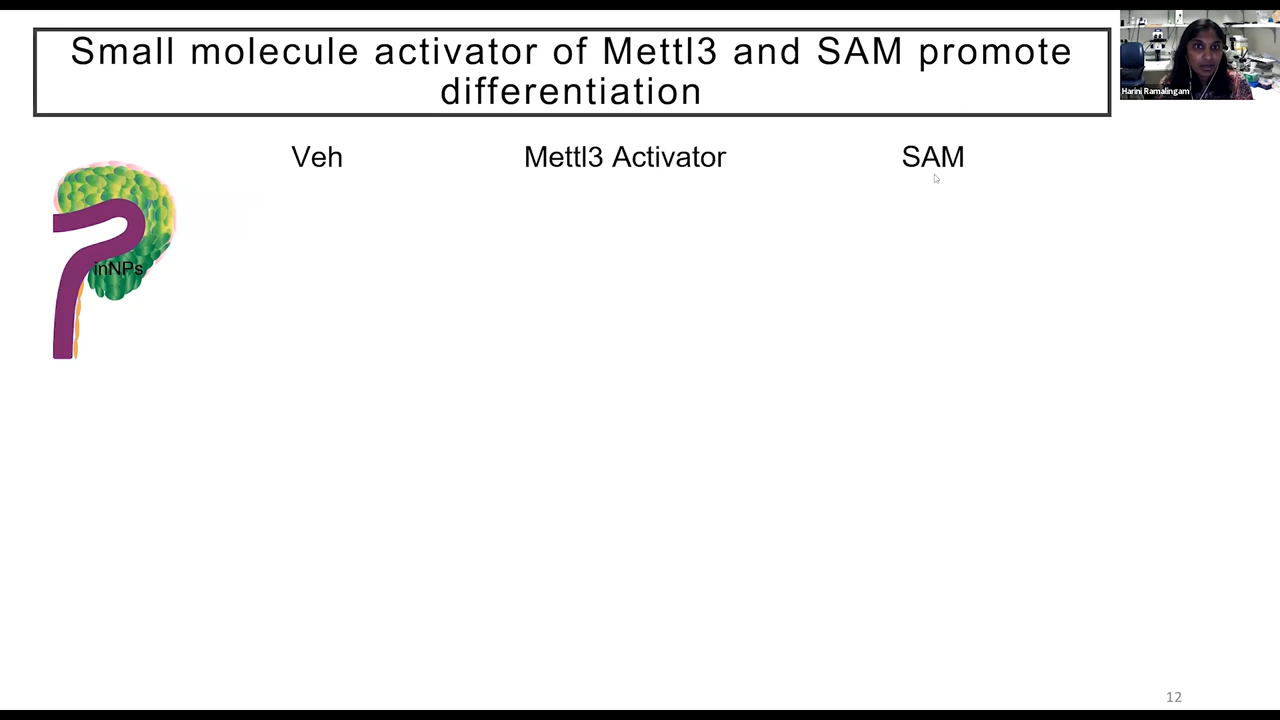 Small molecule activator of Mettl3 and SAM promote
differentiation
Harini Ramalingam
Veh
Mettl3 Activator
SAM
inNPs
12